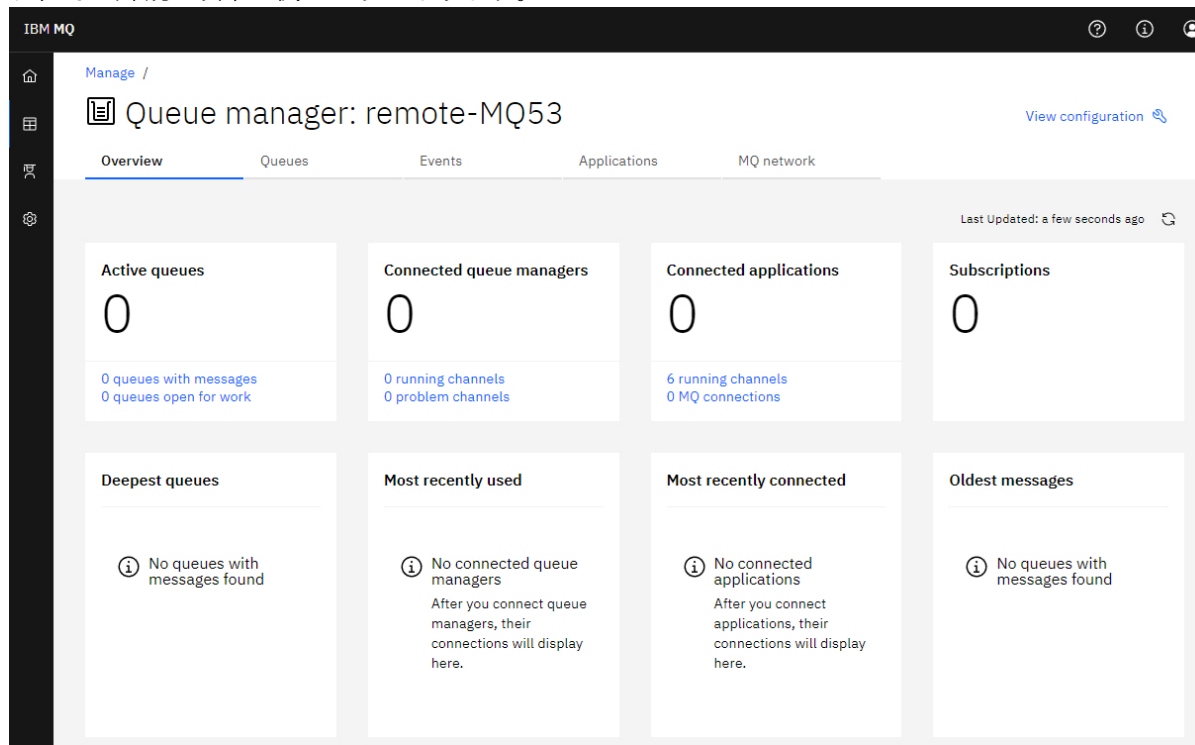 IBM MQ
Manage /
Queue manager: remote-MQ53
View configuration
Overview Queues Events Applications MQ network
Last Updated: a few seconds ago
Active queues
0
0 queues with messages
0 queues open for work
Connected queue managers
0
0 running channels
0 problem channels
Connected applications
0
6 running channels
0 MQ connections
Subscriptions
0
Deepest queues
No queues with
messages found
Most recently used
No connected queue
managers
After you connect queue
managers, their
connections will display
here.
Most recently connected
No connected
applications
After you connect
applications, their
connections will display
here.
Oldest messages
No queues with
messages found